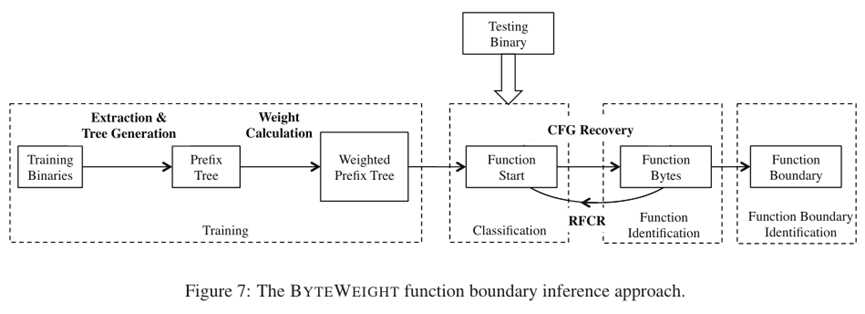 Testing
Binary
Extraction &
Tree Generation
Weight
Calculation
CFG Recovery
Training
Binaries
Prefix
Tree
Weighted
Prefix Tree
Function
Start
Function
Bytes
Function
Boundary
RFCR
Training
Classification
Function
Identification
Function Boundary
Identification
Figure 7: The BYTEWEIGHT function boundary inference approach.